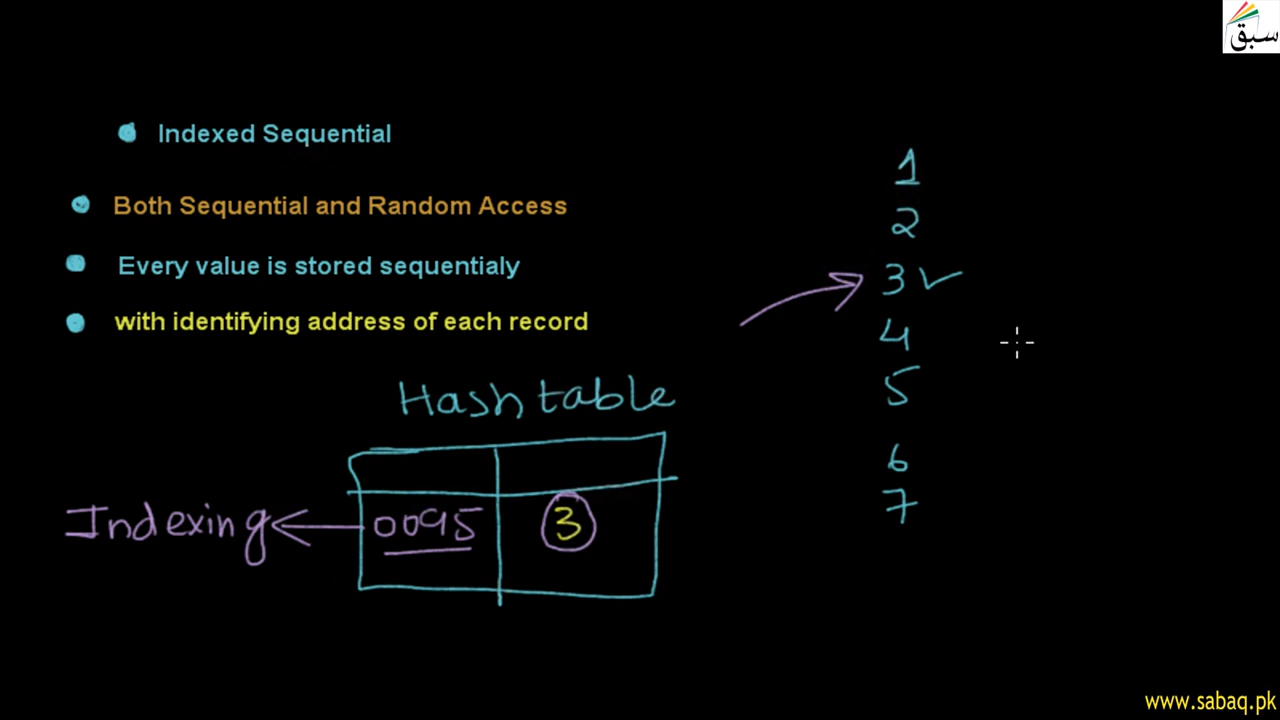 سبق
Indexed Sequential
Both Sequential and Random Access
Every value is stored sequentialy
with identifying address of each record
Hash table
Indexing
0095
3
1
2
3
4
5
6
7
www.sabaq.pk